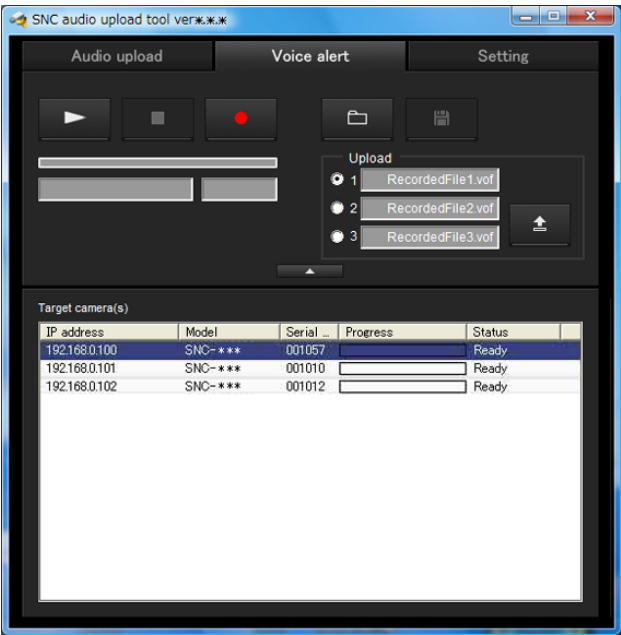 SNC audio upload tool ver*.*.*
Audio upload Voice alert Setting
Upload
1 RecordedFile1.vof
2 RecordedFile2.vof
3 RecordedFile3.vof
Target camera(s)
IP address Model Serial ... Progress Status
192.168.0.100 SNC-*** 001057 Ready
192.168.0.101 SNC-*** 001010 Ready
192.168.0.102 SNC-*** 001012 Ready